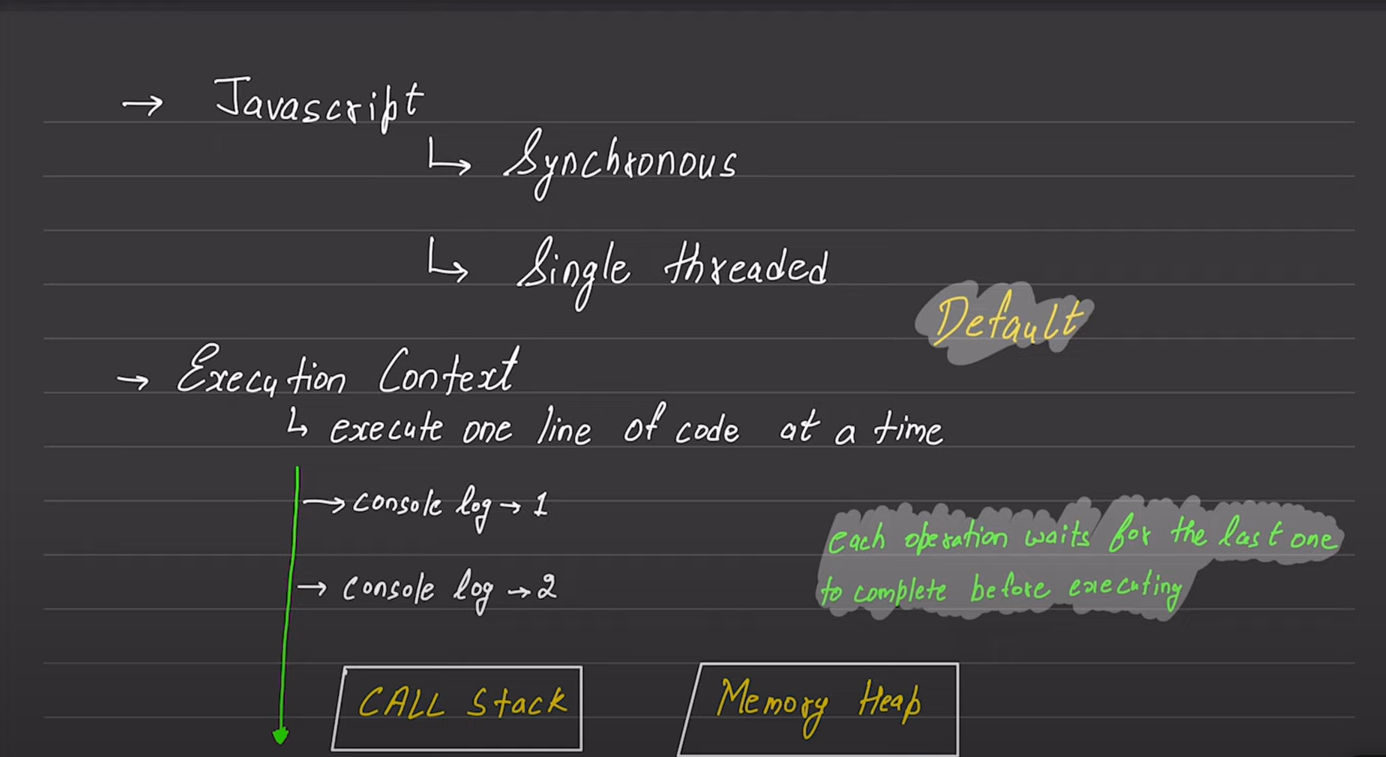 → Javascript
↳ Synchronous
↳ Single threaded
Default
→ Execution Context
↳ execute one line of code at a time
→ console log → 1
each operation waits for the last one
→ console log → 2
to complete before executing
CALL Stack
Memory Heap